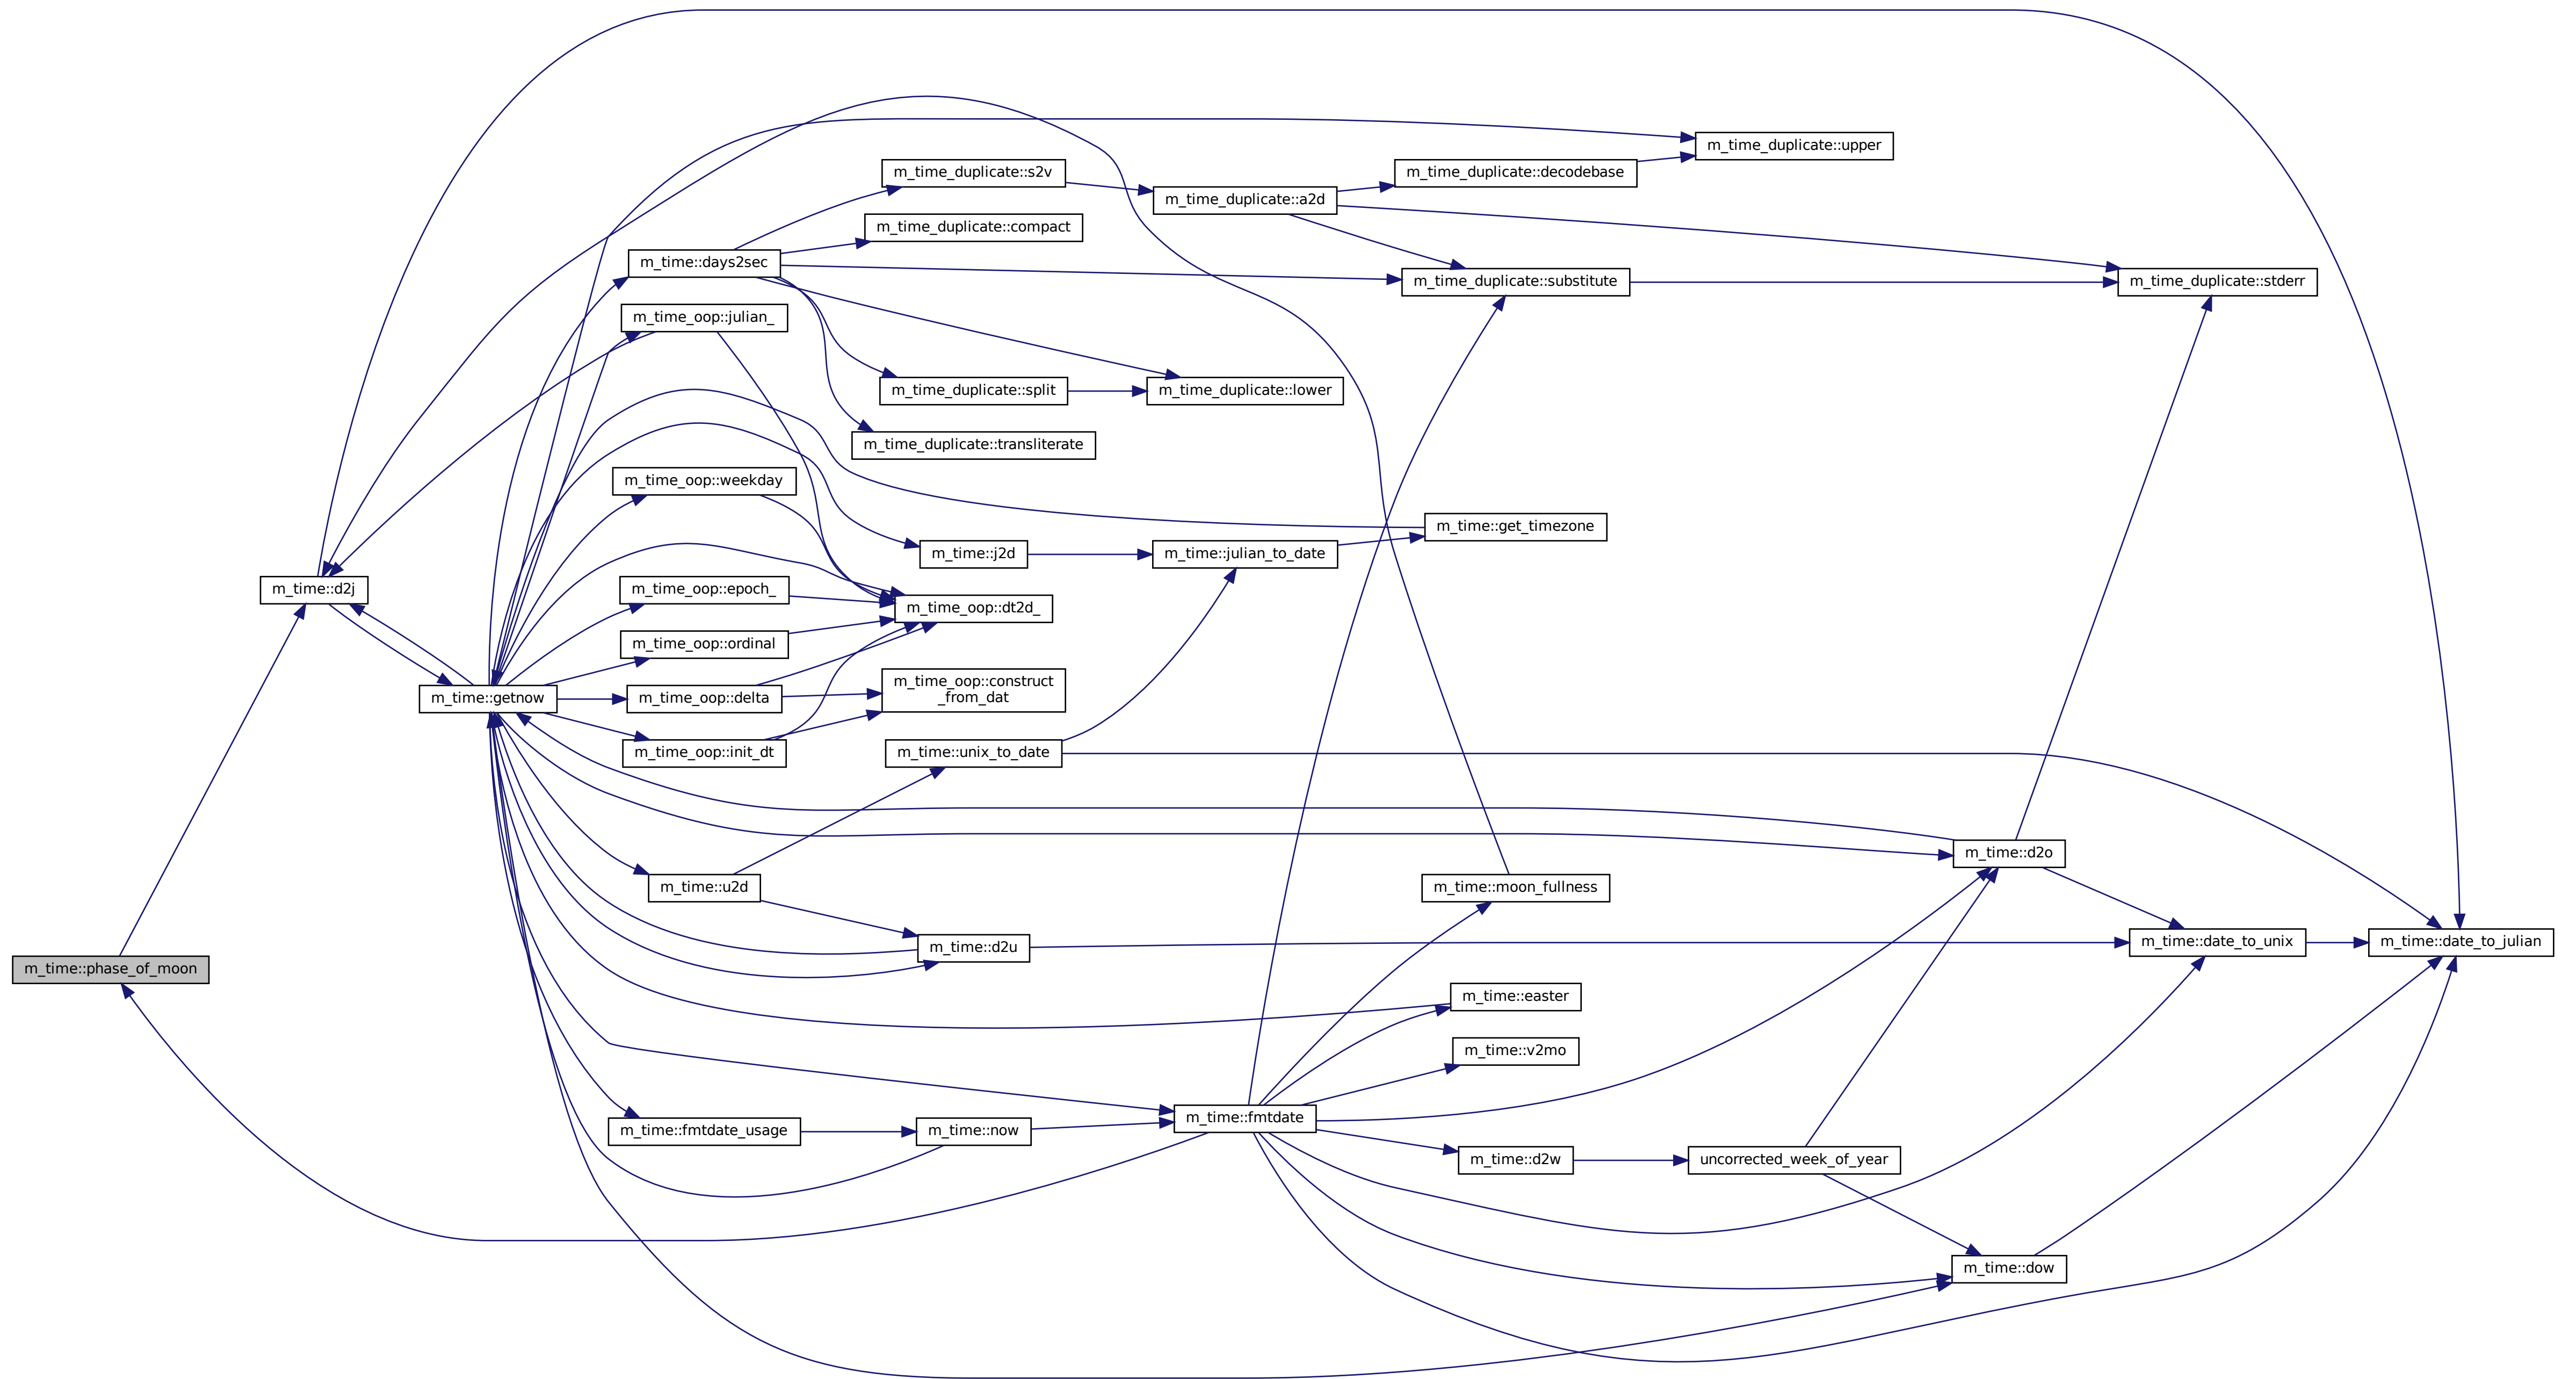 m_time_duplicate::upper
m_time_duplicate::s2v
m_time_duplicate::decodebase
m_time_duplicate::a2d
m_time_duplicate::compact
m_time::days2sec
m_time_duplicate::substitute
m_time_duplicate::stderr
m_time_oop::julian_
m_time_duplicate::split
m_time_duplicate::lower
m_time_duplicate::transliterate
m_time_oop::weekday
m_time::get_timezone
m_time::j2d
m_time::julian_to_date
m_time::d2j
m_time_oop::epoch_
m_time_oop::dt2d_
m_time_oop::ordinal
m_time_oop::construct
_from_dat
m_time::getnow
m_time_oop::delta
m_time_oop::init_dt
m_time::unix_to_date
m_time::d2o
m_time::u2d
m_time::moon_fullness
m_time::d2u
m_time::date_to_unix
m_time::date_to_julian
m_time::phase_of_moon
m_time::easter
m_time::v2mo
m_time::fmtdate
m_time::fmtdate_usage
m_time::now
m_time::d2w
uncorrected_week_of_year
m_time::dow